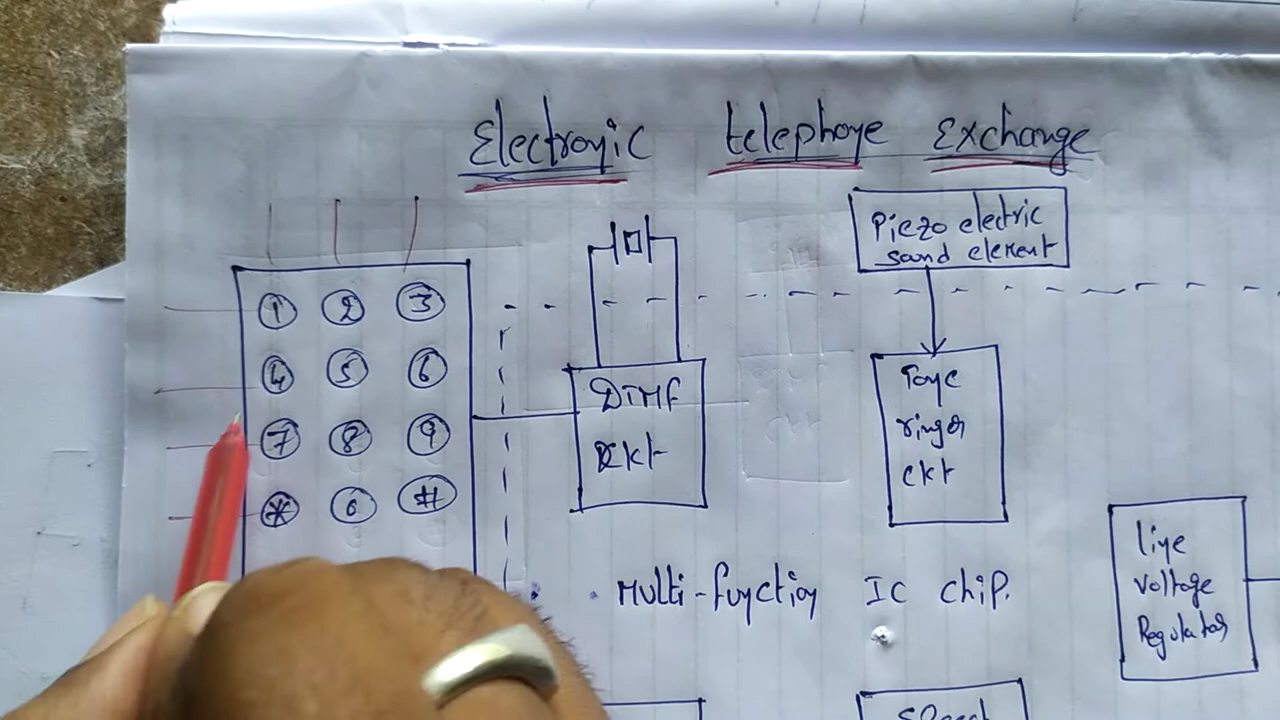 Electronic telephone Exchange
Piezo electric
sound element
1 2 3
4 5 6
7 8 9
* 0 #
DTMF
CKt
Tone
ringer
ckt
Multi-function IC chip.
line
voltage
Regulator
Speech